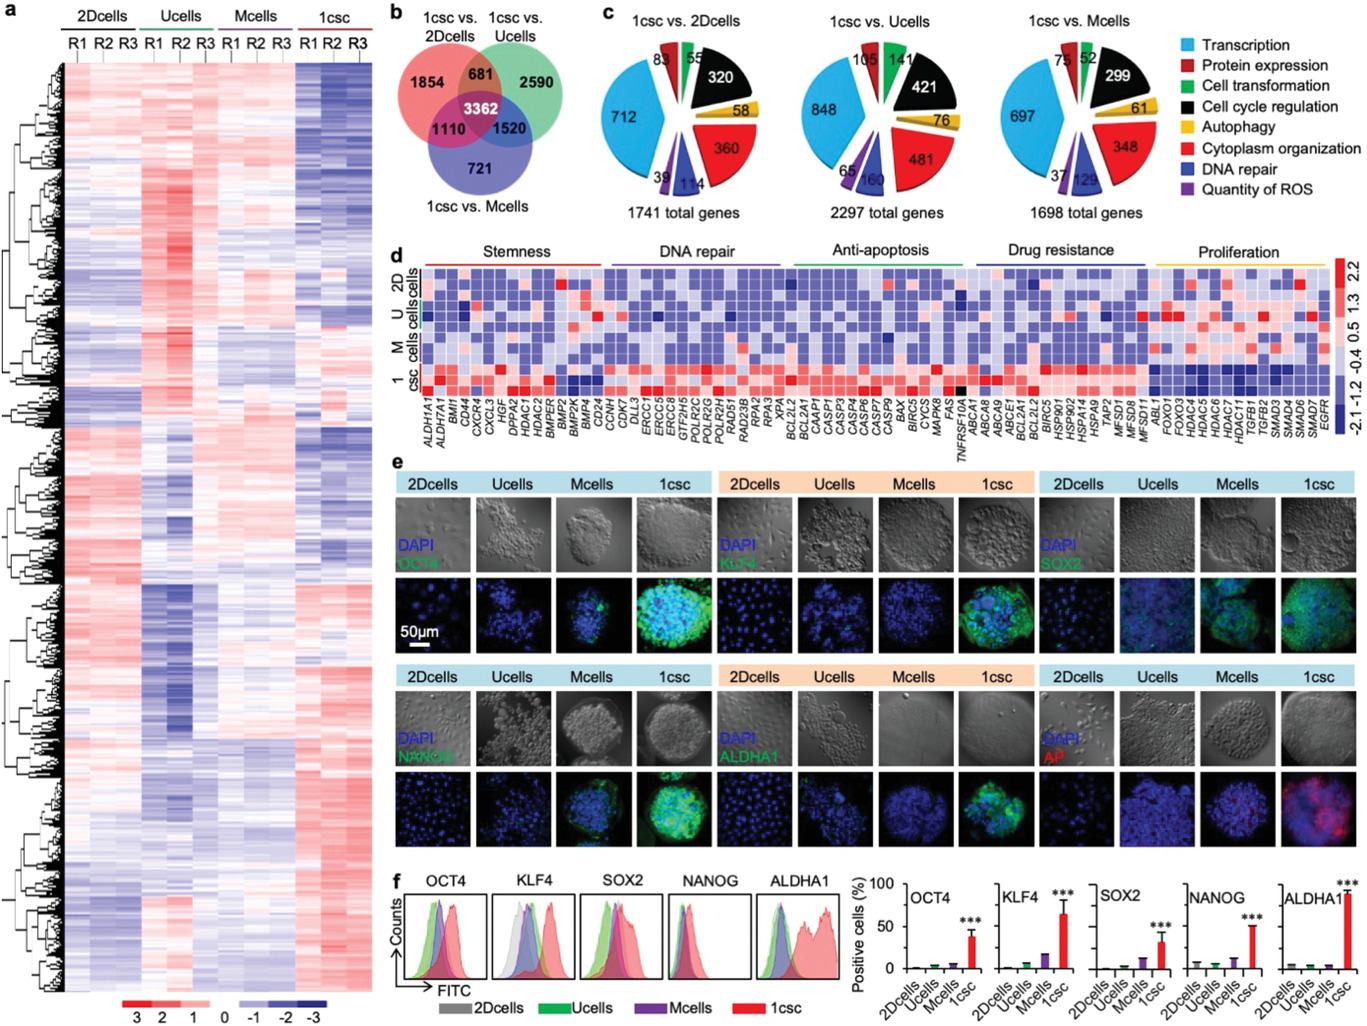 a
2Dcells Ucells Mcells 1csc
R1 R2 R3 R1 R2 R3 R1 R2 R3 R1 R2 R3
3 2 1 0 -1 -2 -3
b
1csc vs. 2Dcells
1csc vs. Ucells
1854 681 2590
3362
1110 1520
721
1csc vs. Mcells
c
1csc vs. 2Dcells
83 55
320
58
712
360
39 114
1741 total genes
1csc vs. Ucells
105 141
421
76
848
481
65 160
2297 total genes
1csc vs. Mcells
75 52
299
61
697
348
37 129
1698 total genes
Transcription
Protein expression
Cell transformation
Cell cycle regulation
Autophagy
Cytoplasm organization
DNA repair
Quantity of ROS
d
Stemness DNA repair Anti-apoptosis Drug resistance Proliferation
2D cells
U cells
M cells
1 csc
2.2 1.3 0.5 -0.4 -1.2 -2.1
ALDH1A1 ALDH7A1 BMI1 CD44 CXCR4 CXCL3 HGF DPPA2 HDAC1 HDAC2 BMPER BMP2 BMP2K BMP4 CD24 CCNH CDK7 DLL3 ERCC1 ERCC5 ERCC6 GTF2H5 POLR2C POLR2G POLR2H RAD51 RAD23B RPA2 RPA3 XPA BCL2L2 BCL2A1 CAAP1 CASP1 CASP3 CASP4 CASP6 CASP7 CASP9 BAX BIRC5 CYCS MAPK8 FAS TNFRSF10A ABCA1 ABCA8 ABCA9 ABCE1 BCL2A1 BCL2L2 BIRC5 HSP901 HSP902 HSPA14 HSPA9 TAP2 MFSD1 MFSD8 MFSD11 ABL1 FOXO1 FOXO3 HDAC4 HDAC5 HDAC6 HDAC7 HDAC11 TGFB1 TGFB2 SMAD3 SMAD4 SMAD6 SMAD7 EGFR
e
2Dcells Ucells Mcells 1csc 2Dcells Ucells Mcells 1csc 2Dcells Ucells Mcells 1csc
DAPI DAPI DAPI
OCT4 KLF4 SOX2
50μm
2Dcells Ucells Mcells 1csc 2Dcells Ucells Mcells 1csc 2Dcells Ucells Mcells 1csc
DAPI DAPI DAPI
NANOG ALDHA1 AP
f
OCT4 KLF4 SOX2 NANOG ALDHA1
Counts
FITC
2Dcells Ucells Mcells 1csc
Positive cells (%)
100
50
0
OCT4 KLF4 SOX2 NANOG ALDHA1
*** *** *** *** ***
2Dcells Ucells Mcells 1csc 2Dcells Ucells Mcells 1csc 2Dcells Ucells Mcells 1csc 2Dcells Ucells Mcells 1csc 2Dcells Ucells Mcells 1csc